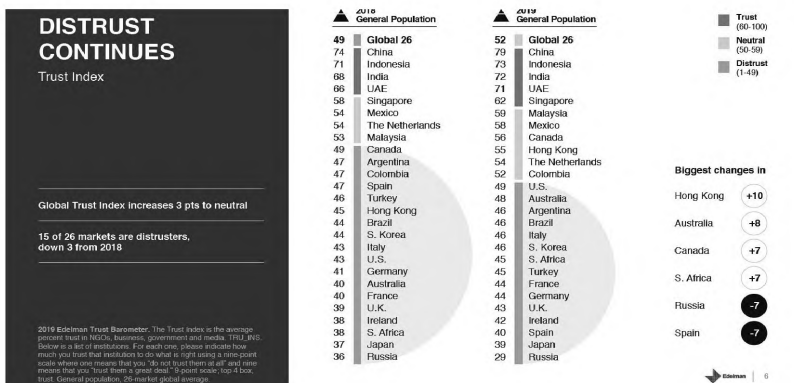 DISTRUST
CONTINUES
Trust Index
Global Trust Index increases 3 pts to neutral
15 of 26 markets are distrusters,
down 3 from 2018
2019 Edelman Trust Barometer. The Trust Index is the average
percent trust in NGOs, business, government and media. TRU_INS.
Below is a list of institutions. For each one, please indicate how
much you trust that institution to do what is right using a nine-point
scale where one means that you "do not trust them at all" and nine
means that you "trust them a great deal." 9-point scale; top 4 box,
trust. General population, 26-market global average.
2018
General Population
49 Global 26
74 China
71 Indonesia
68 India
66 UAE
58 Singapore
54 Mexico
54 The Netherlands
53 Malaysia
49 Canada
47 Argentina
47 Colombia
47 Spain
46 Turkey
45 Hong Kong
44 Brazil
44 S. Korea
43 Italy
43 U.S.
41 Germany
40 Australia
40 France
39 U.K.
38 Ireland
38 S. Africa
37 Japan
36 Russia
2019
General Population
52 Global 26
79 China
73 Indonesia
72 India
71 UAE
62 Singapore
59 Malaysia
58 Mexico
56 Canada
55 Hong Kong
54 The Netherlands
52 Colombia
49 U.S.
48 Australia
46 Argentina
46 Brazil
46 Italy
46 S. Korea
45 S. Africa
45 Turkey
44 France
44 Germany
43 U.K.
42 Ireland
40 Spain
39 Japan
29 Russia
Trust
(60-100)
Neutral
(50-59)
Distrust
(1-49)
Biggest changes in
Hong Kong +10
Australia +8
Canada +7
S. Africa +7
Russia -7
Spain -7
Edelman 6